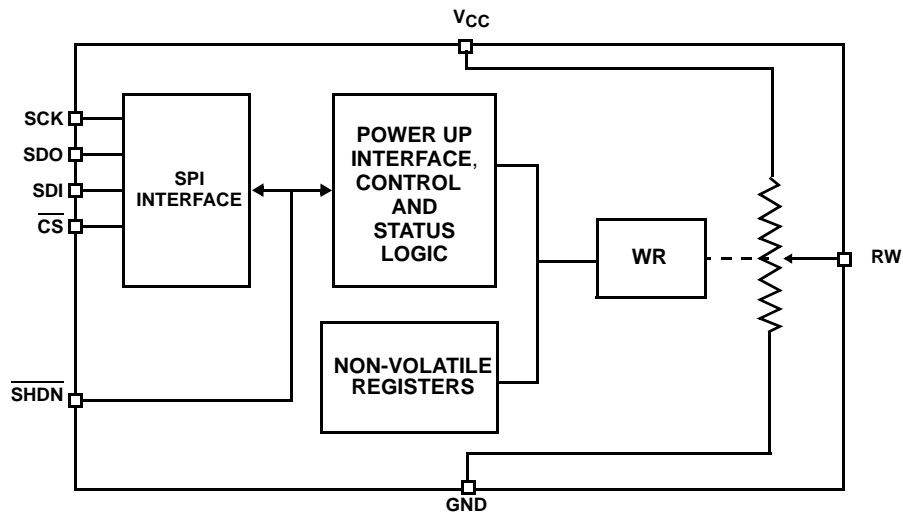 VCC
SCK
SDO
SDI
CS
SHDN
SPI
INTERFACE
POWER UP
INTERFACE,
CONTROL
AND
STATUS
LOGIC
NON-VOLATILE
REGISTERS
WR
RW
GND